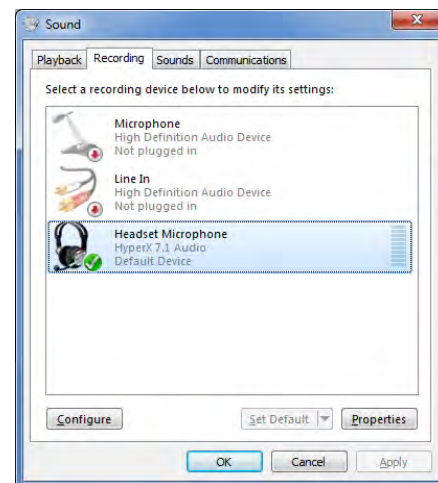 Sound
Playback Recording Sounds Communications
Select a recording device below to modify its settings:
Microphone
High Definition Audio Device
Not plugged in
Line In
High Definition Audio Device
Not plugged in
Headset Microphone
HyperX 7.1 Audio
Default Device
Configure Set Default Properties
OK Cancel Apply